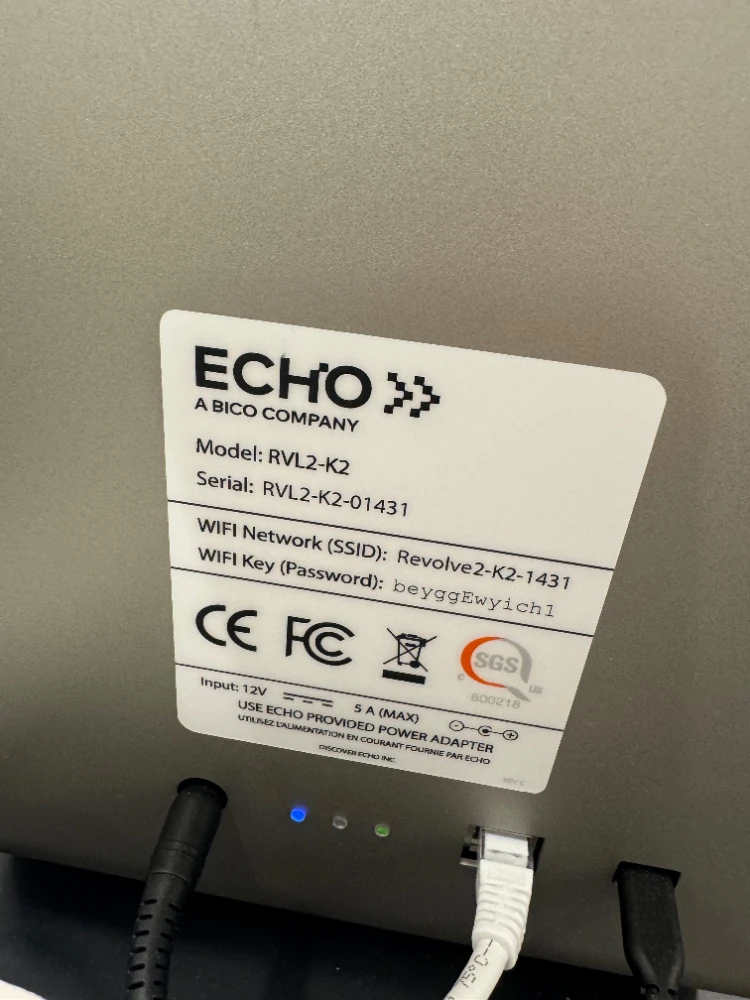 ECHO
A BICO COMPANY
Model: RVL2-K2
Serial: RVL2-K2-01431
WIFI Network (SSID): Revolve2-K2-1431
WIFI Key (Password): beyggEwyich1
CE FC
SGS
C US
600218
Input: 12V 5 A (MAX)
USE ECHO PROVIDED POWER ADAPTER
UTILISEZ L'ALIMENTATION EN COURANT FOURNIE PAR ECHO
DISCOVER ECHO INC.
REV C